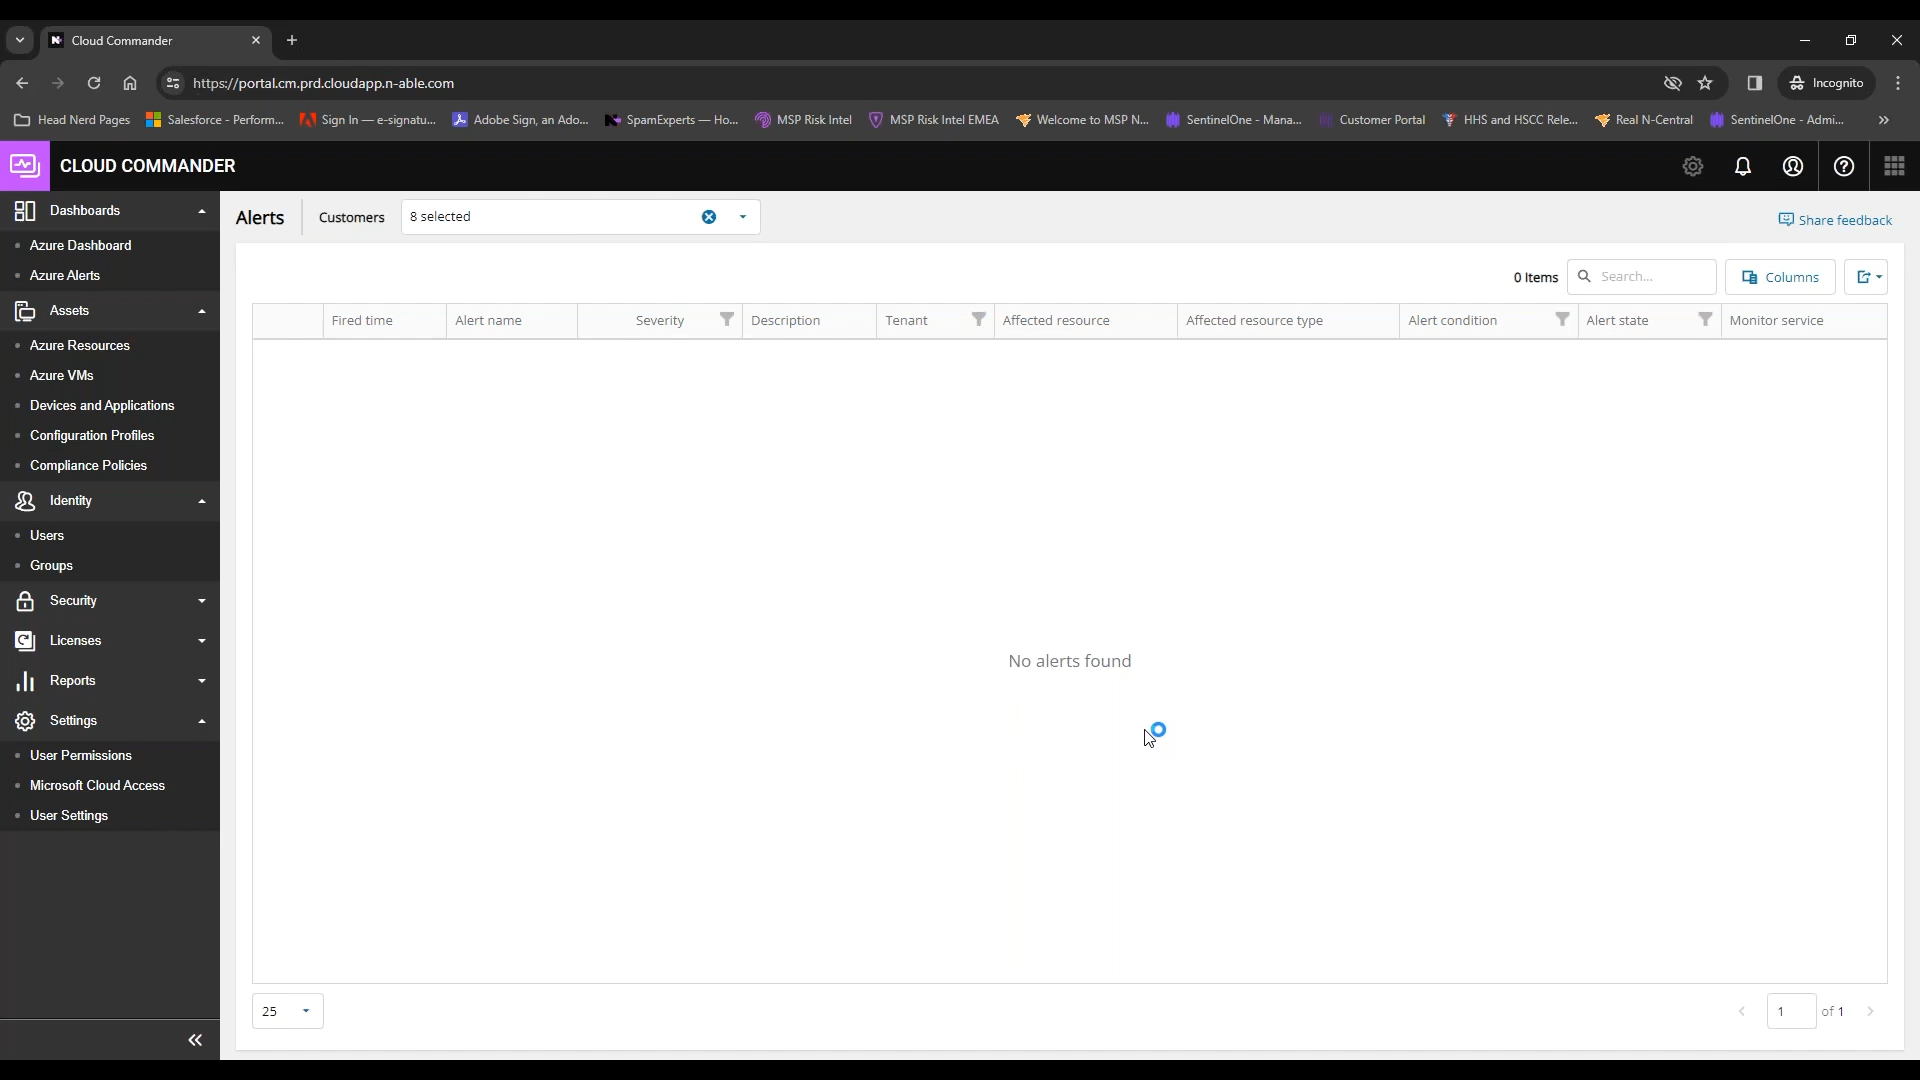 Cloud Commander
https://portal.cm.prd.cloudapp.n-able.com
Incognito
Head Nerd Pages
Salesforce - Perform...
Sign In — e-signatu...
Adobe Sign, an Ado...
SpamExperts — Ho...
MSP Risk Intel
MSP Risk Intel EMEA
Welcome to MSP N...
SentinelOne - Mana...
Customer Portal
HHS and HSCC Rele...
Real N-Central
SentinelOne - Admi...
CLOUD COMMANDER
Dashboards
Azure Dashboard
Azure Alerts
Assets
Azure Resources
Azure VMs
Devices and Applications
Configuration Profiles
Compliance Policies
Identity
Users
Groups
Security
Licenses
Reports
Settings
User Permissions
Microsoft Cloud Access
User Settings
Alerts
Customers
8 selected
Share feedback
0 Items
Search...
Columns
Fired time
Alert name
Severity
Description
Tenant
Affected resource
Affected resource type
Alert condition
Alert state
Monitor service
No alerts found
25
1
of 1